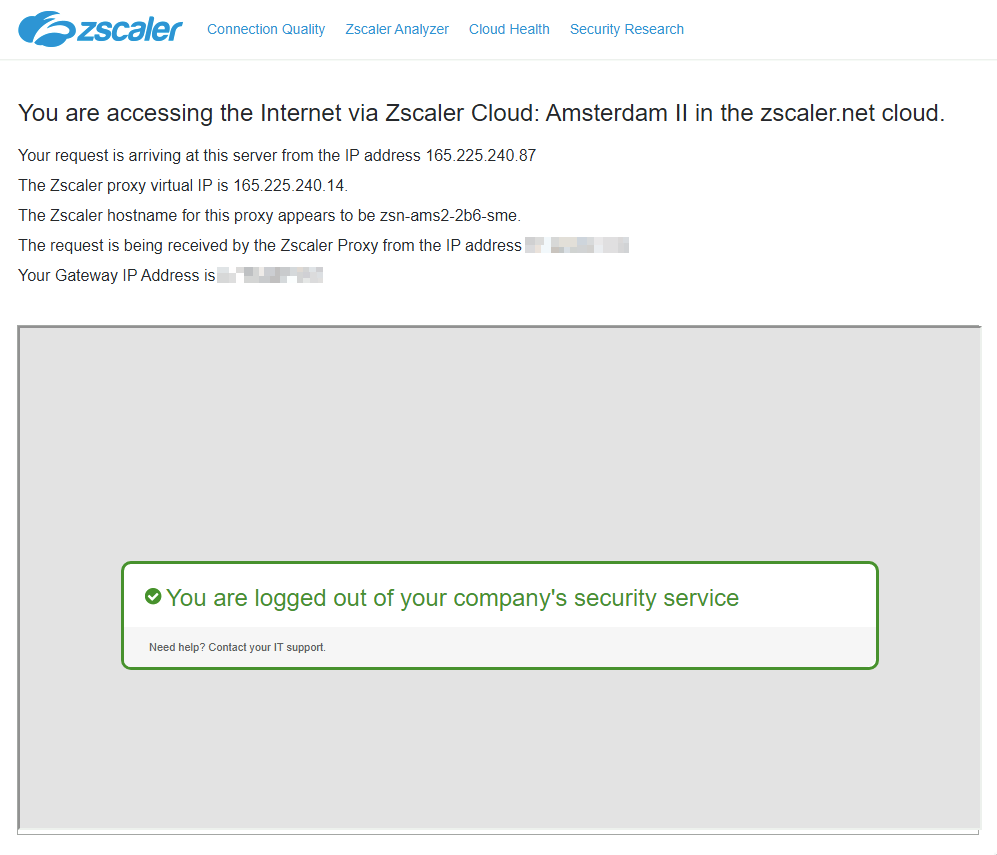 zscaler Connection Quality Zscaler Analyzer Cloud Health Security Research
You are accessing the Internet via Zscaler Cloud: Amsterdam II in the zscaler.net cloud.
Your request is arriving at this server from the IP address 165.225.240.87
The Zscaler proxy virtual IP is 165.225.240.14.
The Zscaler hostname for this proxy appears to be zsn-ams2-2b6-sme.
The request is being received by the Zscaler Proxy from the IP address
Your Gateway IP Address is
You are logged out of your company's security service
Need help? Contact your IT support.